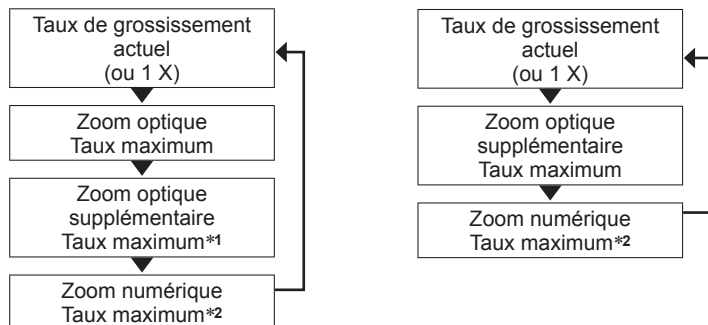 Taux de grossissement
actuel
(ou 1 X)
Zoom optique
Taux maximum
Zoom optique
supplémentaire
Taux maximum*1
Zoom numérique
Taux maximum*2
Taux de grossissement
actuel
(ou 1 X)
Zoom optique
supplémentaire
Taux maximum
Zoom numérique
Taux maximum*2